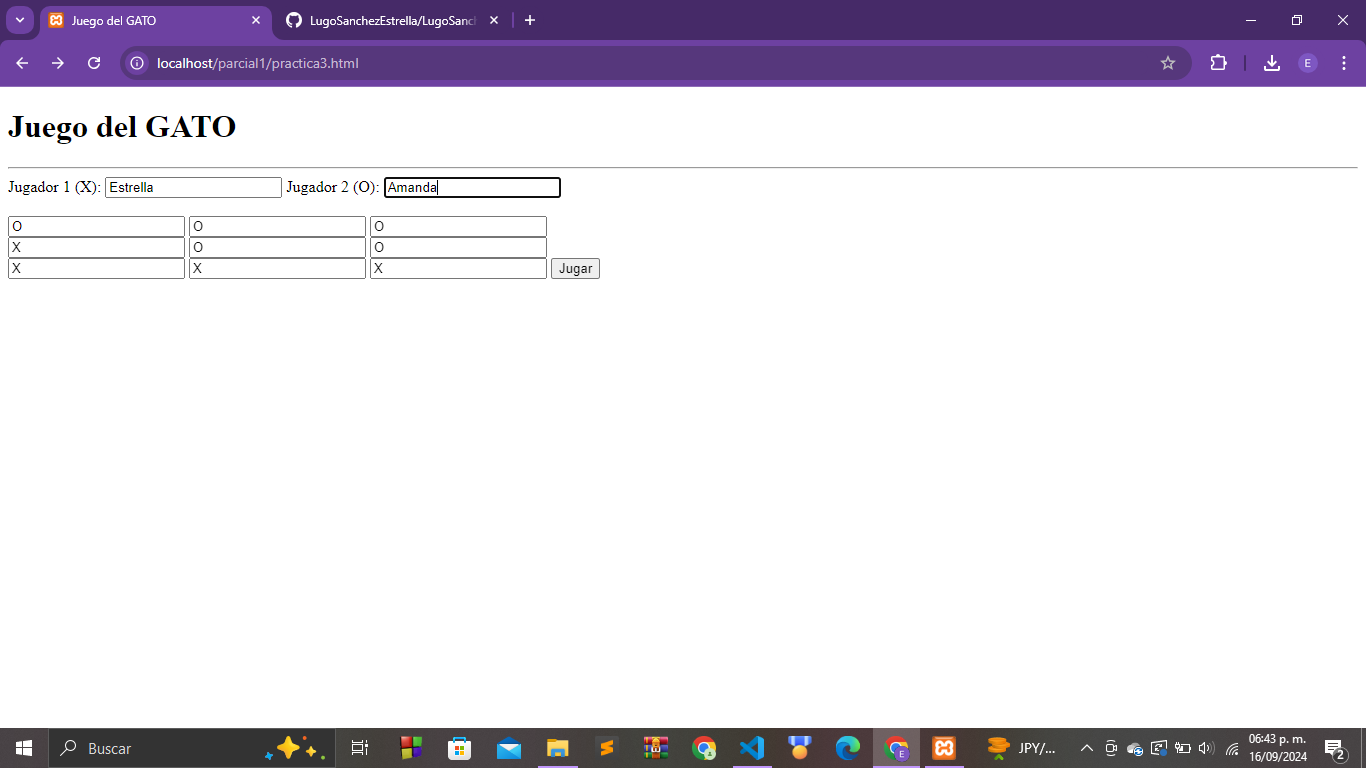 Juego del GATO
LugoSanchezEstrella/LugoSanc
localhost/parcial1/practica3.html
E
Juego del GATO
Jugador 1 (X): Estrella Jugador 2 (O): Amanda
O O O
X O O
X X X Jugar
Buscar
JPY/...
06:43 p. m.
16/09/2024
2